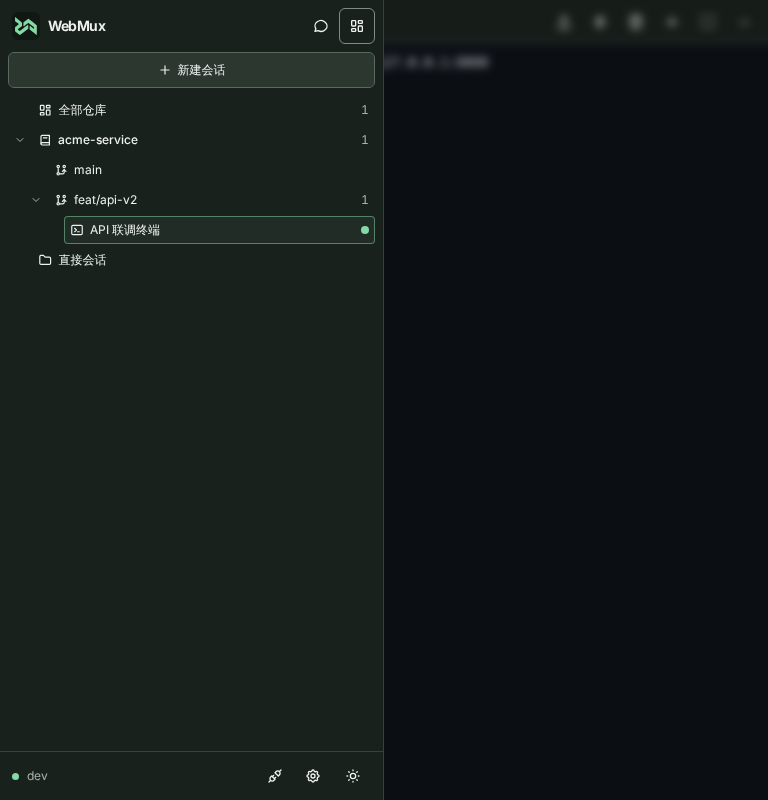 WebMux
新建会话
全部仓库 1
acme-service 1
main
feat/api-v2 1
API 联调终端
直接会话
dev